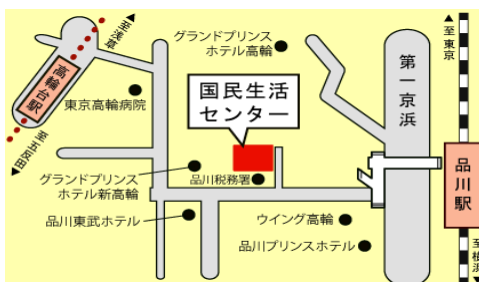 至浅草
高輪台駅
至五反田
東京高輪病院
グランドプリンス
ホテル高輪
国民生活
センター
第一京浜
至東京
品川駅
至横浜
グランドプリンス
ホテル新高輪
品川税務署
品川東武ホテル
ウイング高輪
品川プリンスホテル